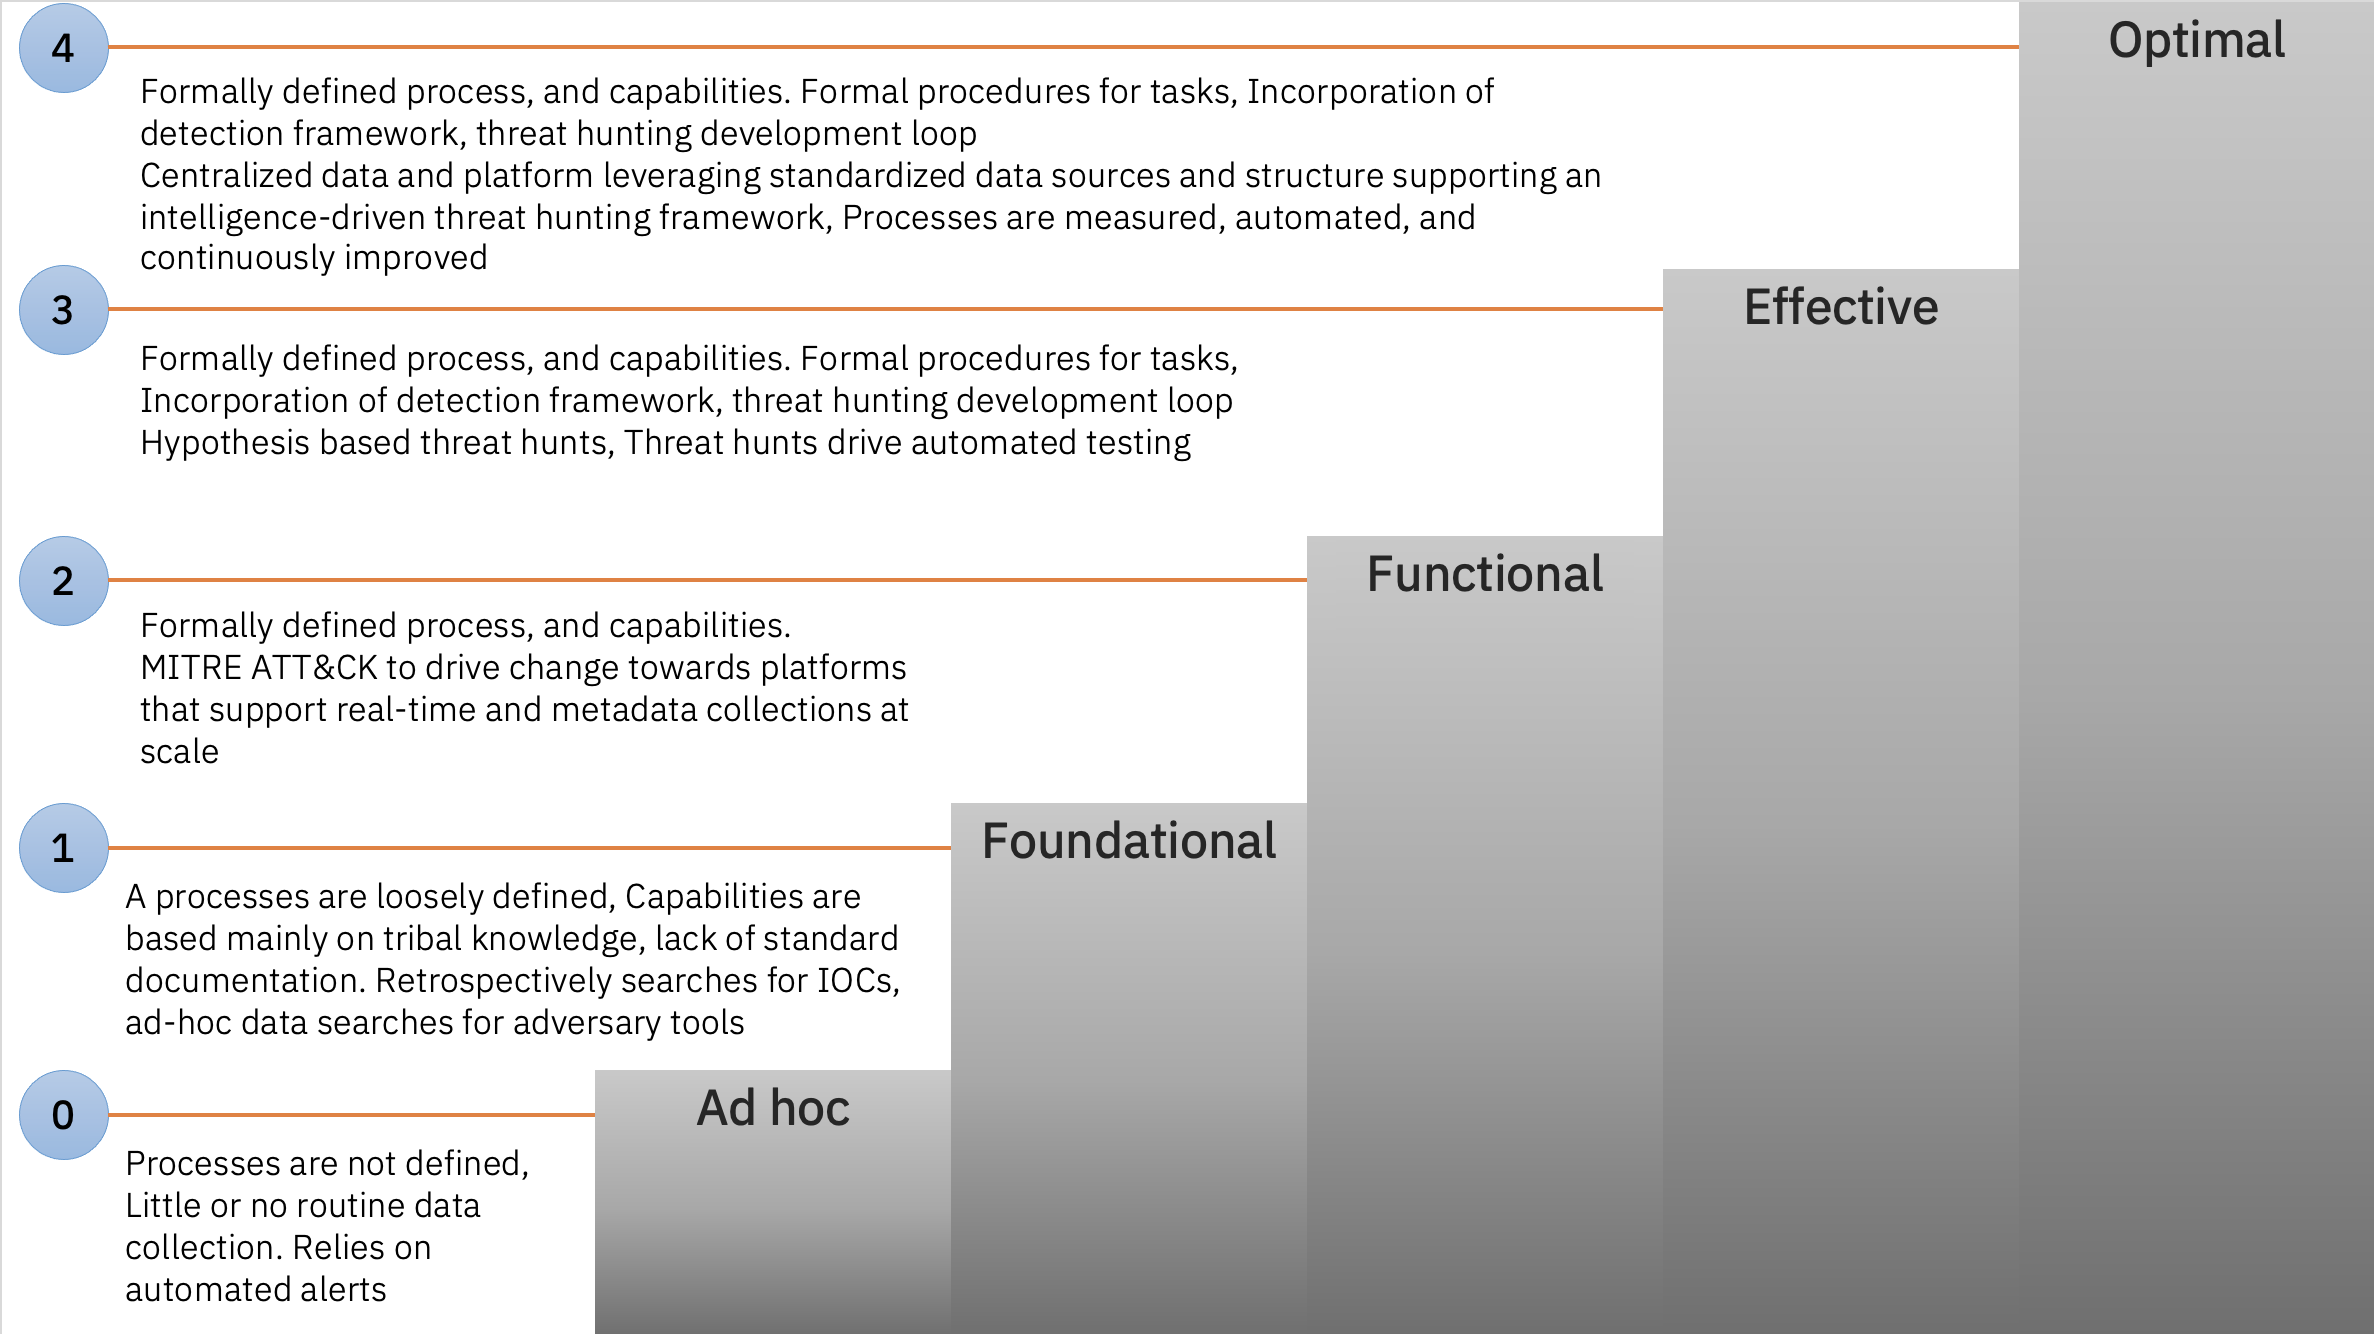 4
Optimal
Formally defined process, and capabilities. Formal procedures for tasks, Incorporation of
detection framework, threat hunting development loop
Centralized data and platform leveraging standardized data sources and structure supporting an
intelligence-driven threat hunting framework, Processes are measured, automated, and
continuously improved
3
Effective
Formally defined process, and capabilities. Formal procedures for tasks,
Incorporation of detection framework, threat hunting development loop
Hypothesis based threat hunts, Threat hunts drive automated testing
2
Functional
Formally defined process, and capabilities.
MITRE ATT&CK to drive change towards platforms
that support real-time and metadata collections at
scale
1
Foundational
A processes are loosely defined, Capabilities are
based mainly on tribal knowledge, lack of standard
documentation. Retrospectively searches for IOCs,
ad-hoc data searches for adversary tools
0
Ad hoc
Processes are not defined,
Little or no routine data
collection. Relies on
automated alerts